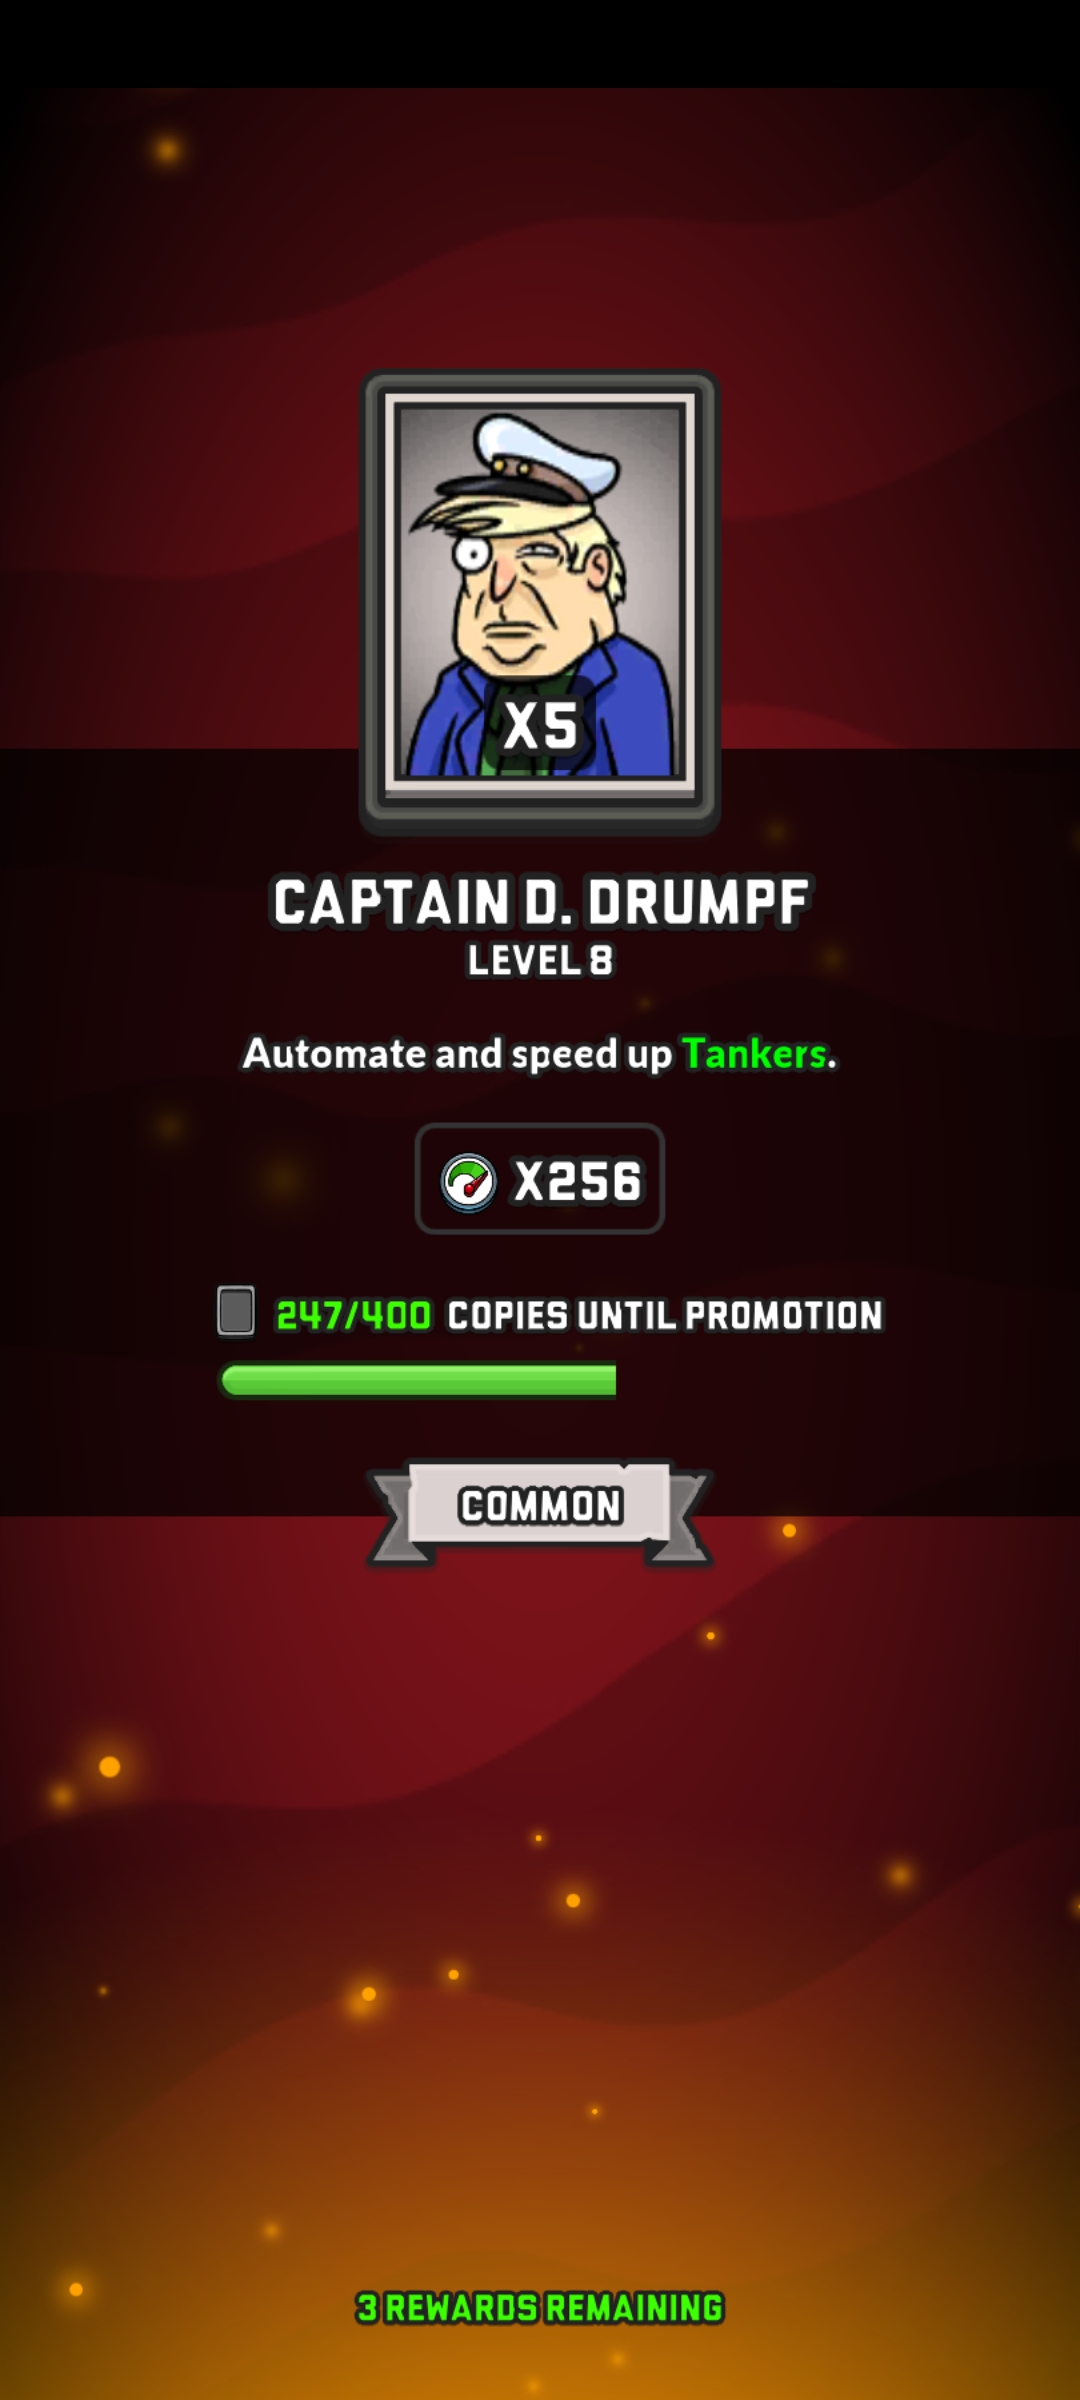 X5
CAPTAIN D. DRUMPF
LEVEL 8
Automate and speed up Tankers.
X256
247/400 COPIES UNTIL PROMOTION
COMMON
3 REWARDS REMAINING